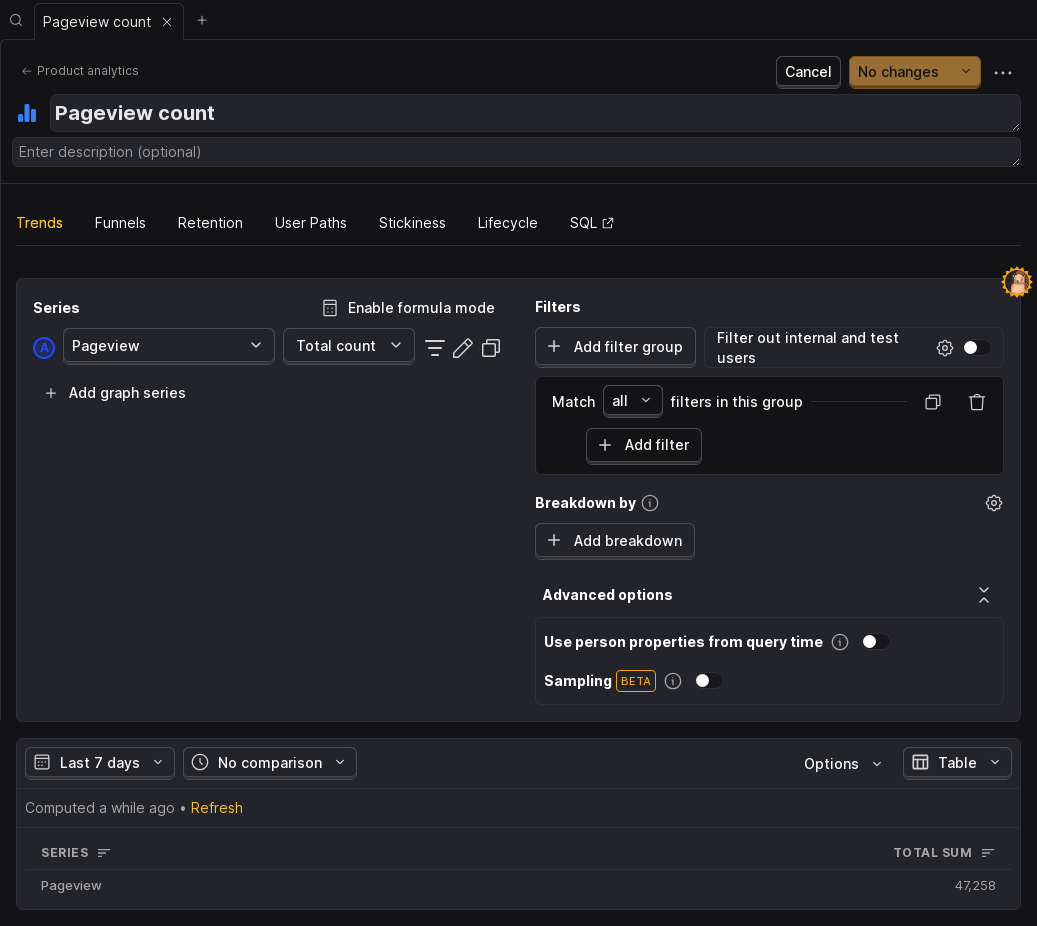 Pageview count
Product analytics
Cancel
No changes
Pageview count
Enter description (optional)
Trends Funnels Retention User Paths Stickiness Lifecycle SQL
Series
Enable formula mode
A Pageview Total count
Add graph series
Filters
Add filter group
Filter out internal and test
users
Match all filters in this group
Add filter
Breakdown by
Add breakdown
Advanced options
Use person properties from query time
Sampling BETA
Last 7 days No comparison Options Table
Computed a while ago • Refresh
SERIES TOTAL SUM
Pageview 47,258